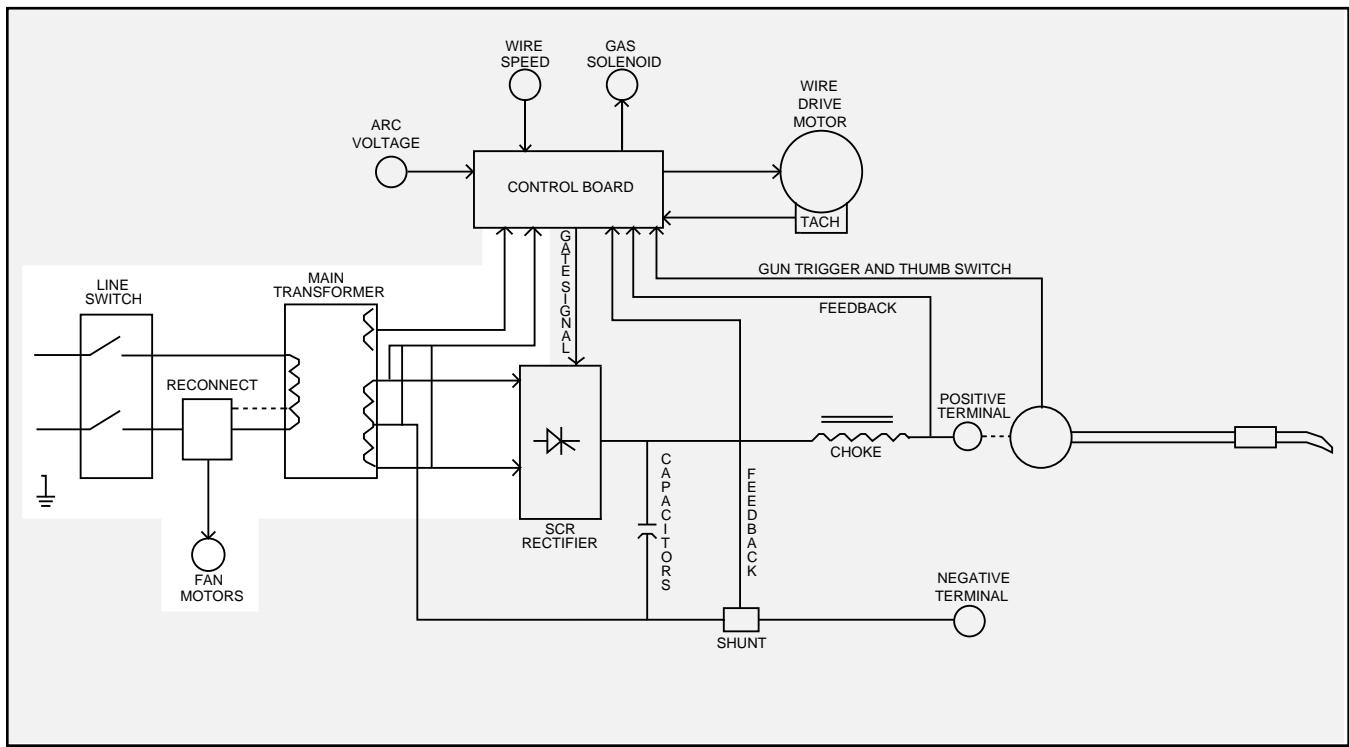 WIRE
SPEED
GAS
SOLENOID
WIRE
DRIVE
MOTOR
ARC
VOLTAGE
CONTROL BOARD
TACH
GATE SIGNAL
GUN TRIGGER AND THUMB SWITCH
FEEDBACK
LINE
SWITCH
MAIN
TRANSFORMER
RECONNECT
POSITIVE
TERMINAL
CHOKE
CAPACITORS
FEEDBACK
SCR
RECTIFIER
FAN
MOTORS
NEGATIVE
TERMINAL
SHUNT